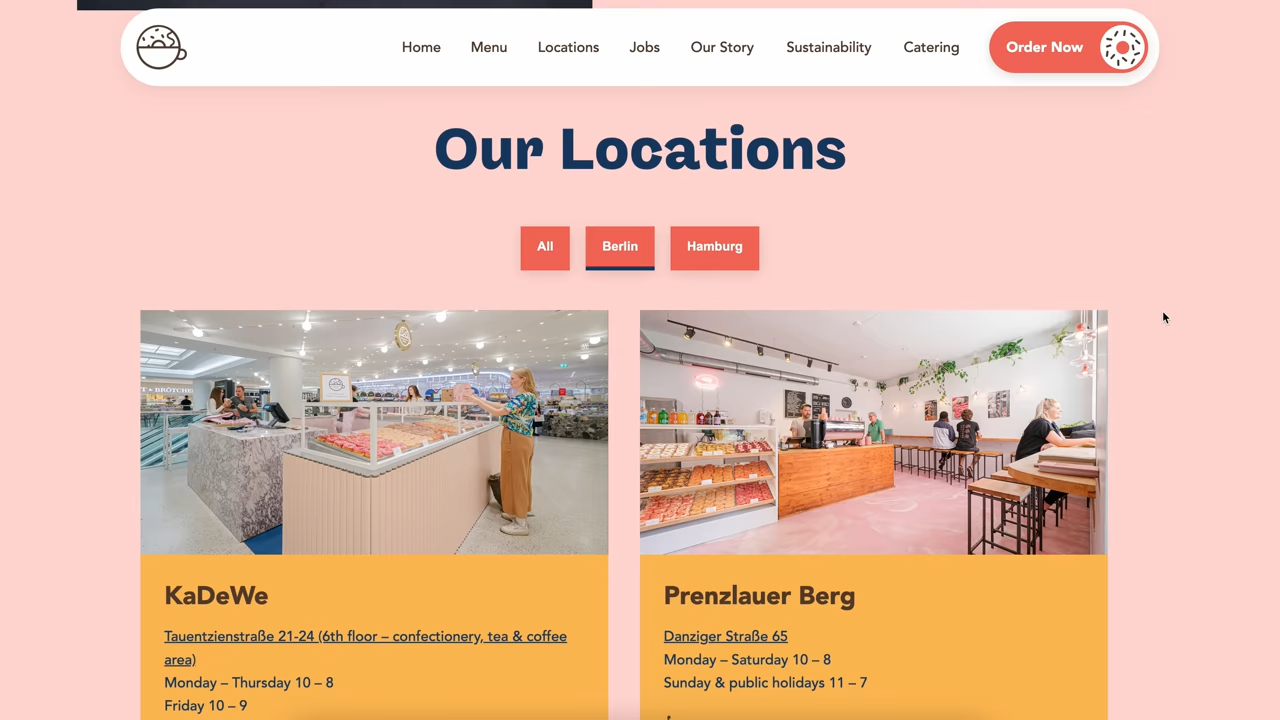 Home Menu Locations Jobs Our Story Sustainability Catering Order Now
Our Locations
All Berlin Hamburg
KaDeWe
Tauentzienstraße 21-24 (6th floor – confectionery, tea & coffee
area)
Monday – Thursday 10 – 8
Friday 10 – 9
Prenzlauer Berg
Danziger Straße 65
Monday – Saturday 10 – 8
Sunday & public holidays 11 – 7